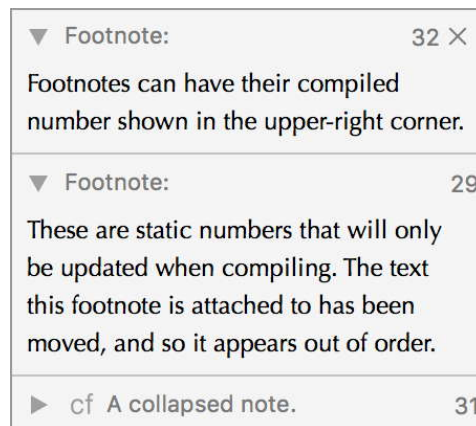 ▼ Footnote: 32 ×
Footnotes can have their compiled
number shown in the upper-right corner.
▼ Footnote: 29
These are static numbers that will only
be updated when compiling. The text
this footnote is attached to has been
moved, and so it appears out of order.
▶ cf A collapsed note. 31